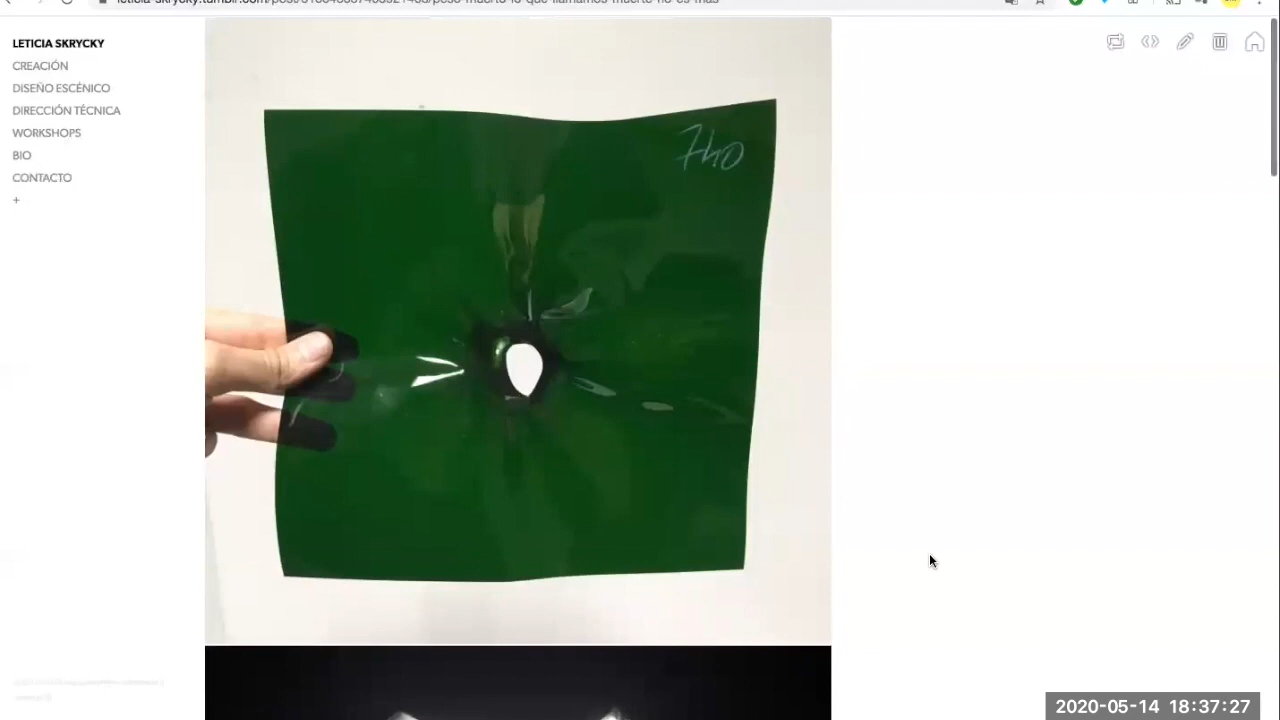 LETICIA SKRYCKY
CREACIÓN
DISEÑO ESCÉNICO
DIRECCIÓN TÉCNICA
WORKSHOPS
BIO
CONTACTO
+
740
2020-05-14 18:37:27